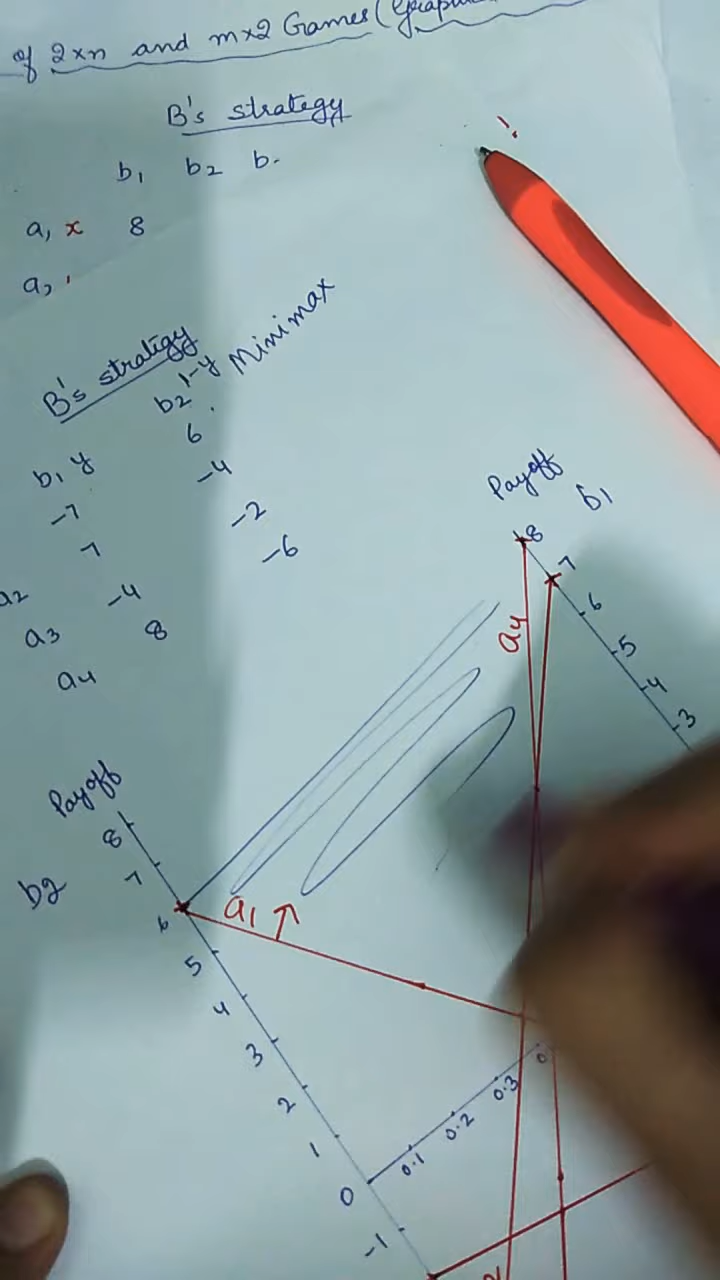 of 2×n and m×2 Games (Graphic
B's strategy
b1 b2 b
a1 x 8
a2
B's strategy
b1 y b2 1-y Minimax
-7 6
7 -4
a2 -4 -2
a3 8 -6
a4
Payoff
b1
8
7
6
5
4
3
a4
Payoff
b2
8
7
6
5
4
3
2
1
0
-1
a1
0.1 0.2 0.3 0